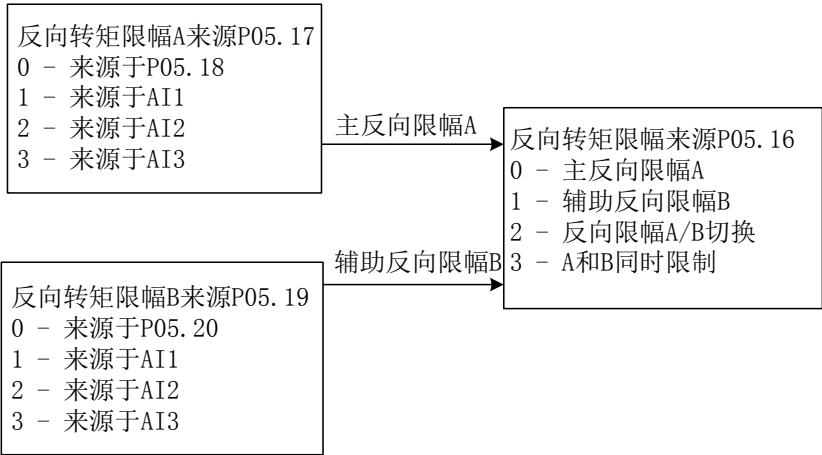 反向转矩限幅A来源P05.17
0 - 来源于P05.18
1 - 来源于AI1
2 - 来源于AI2
3 - 来源于AI3
主反向限幅A
反向转矩限幅来源P05.16
0 - 主反向限幅A
1 - 辅助反向限幅B
2 - 反向限幅A/B切换
3 - A和B同时限制
辅助反向限幅B
反向转矩限幅B来源P05.19
0 - 来源于P05.20
1 - 来源于AI1
2 - 来源于AI2
3 - 来源于AI3